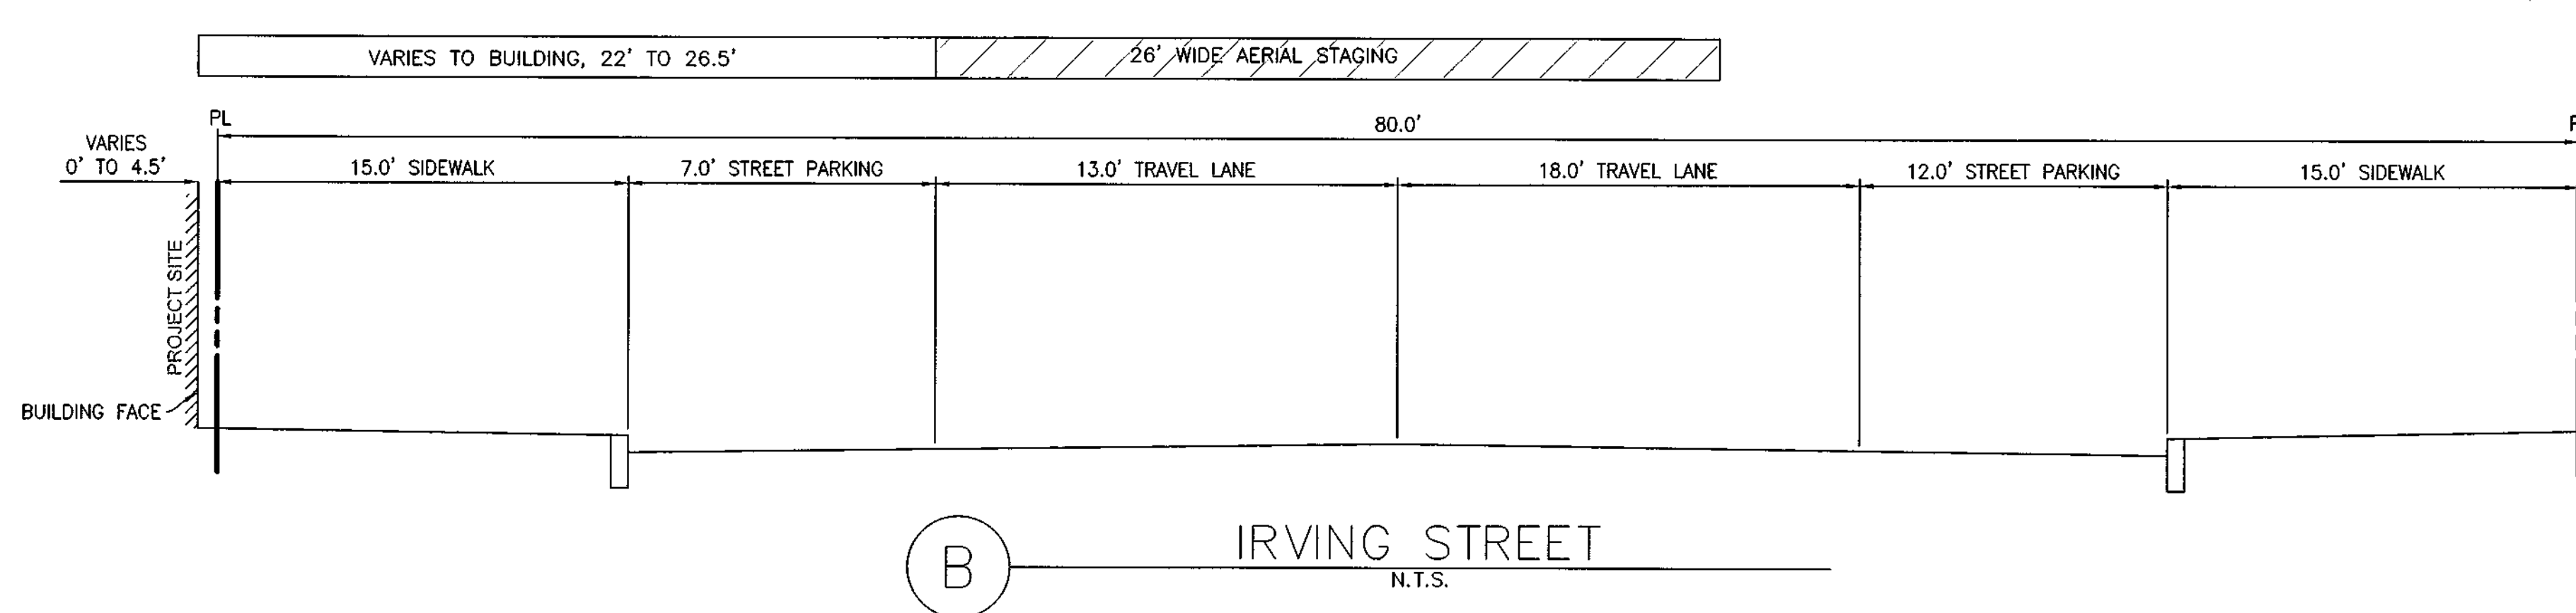 VARIES TO BUILDING, 22' TO 26.5'
26' WIDE AERIAL STAGING
PL
80.0'
VARIES
0' TO 4.5'
15.0' SIDEWALK
7.0' STREET PARKING
13.0' TRAVEL LANE
18.0' TRAVEL LANE
12.0' STREET PARKING
15.0' SIDEWALK
PROJECT SITE
BUILDING FACE
B
IRVING STREET
N.T.S.